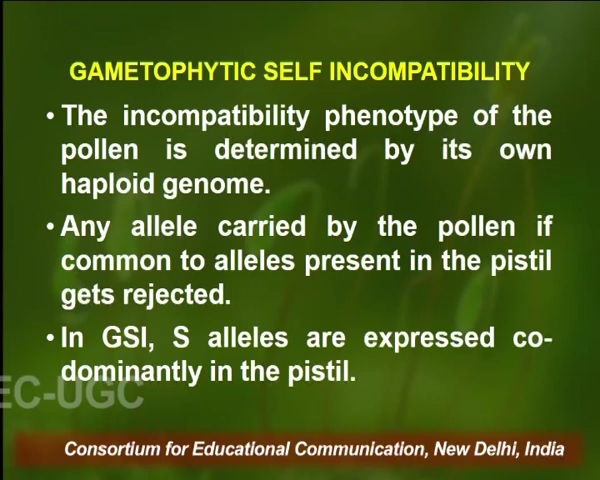 GAMETOPHYTIC SELF INCOMPATIBILITY
• The incompatibility phenotype of the
pollen is determined by its own
haploid genome.
• Any allele carried by the pollen if
common to alleles present in the pistil
gets rejected.
• In GSI, S alleles are expressed co-
dominantly in the pistil.
EC-UGC
Consortium for Educational Communication, New Delhi, India